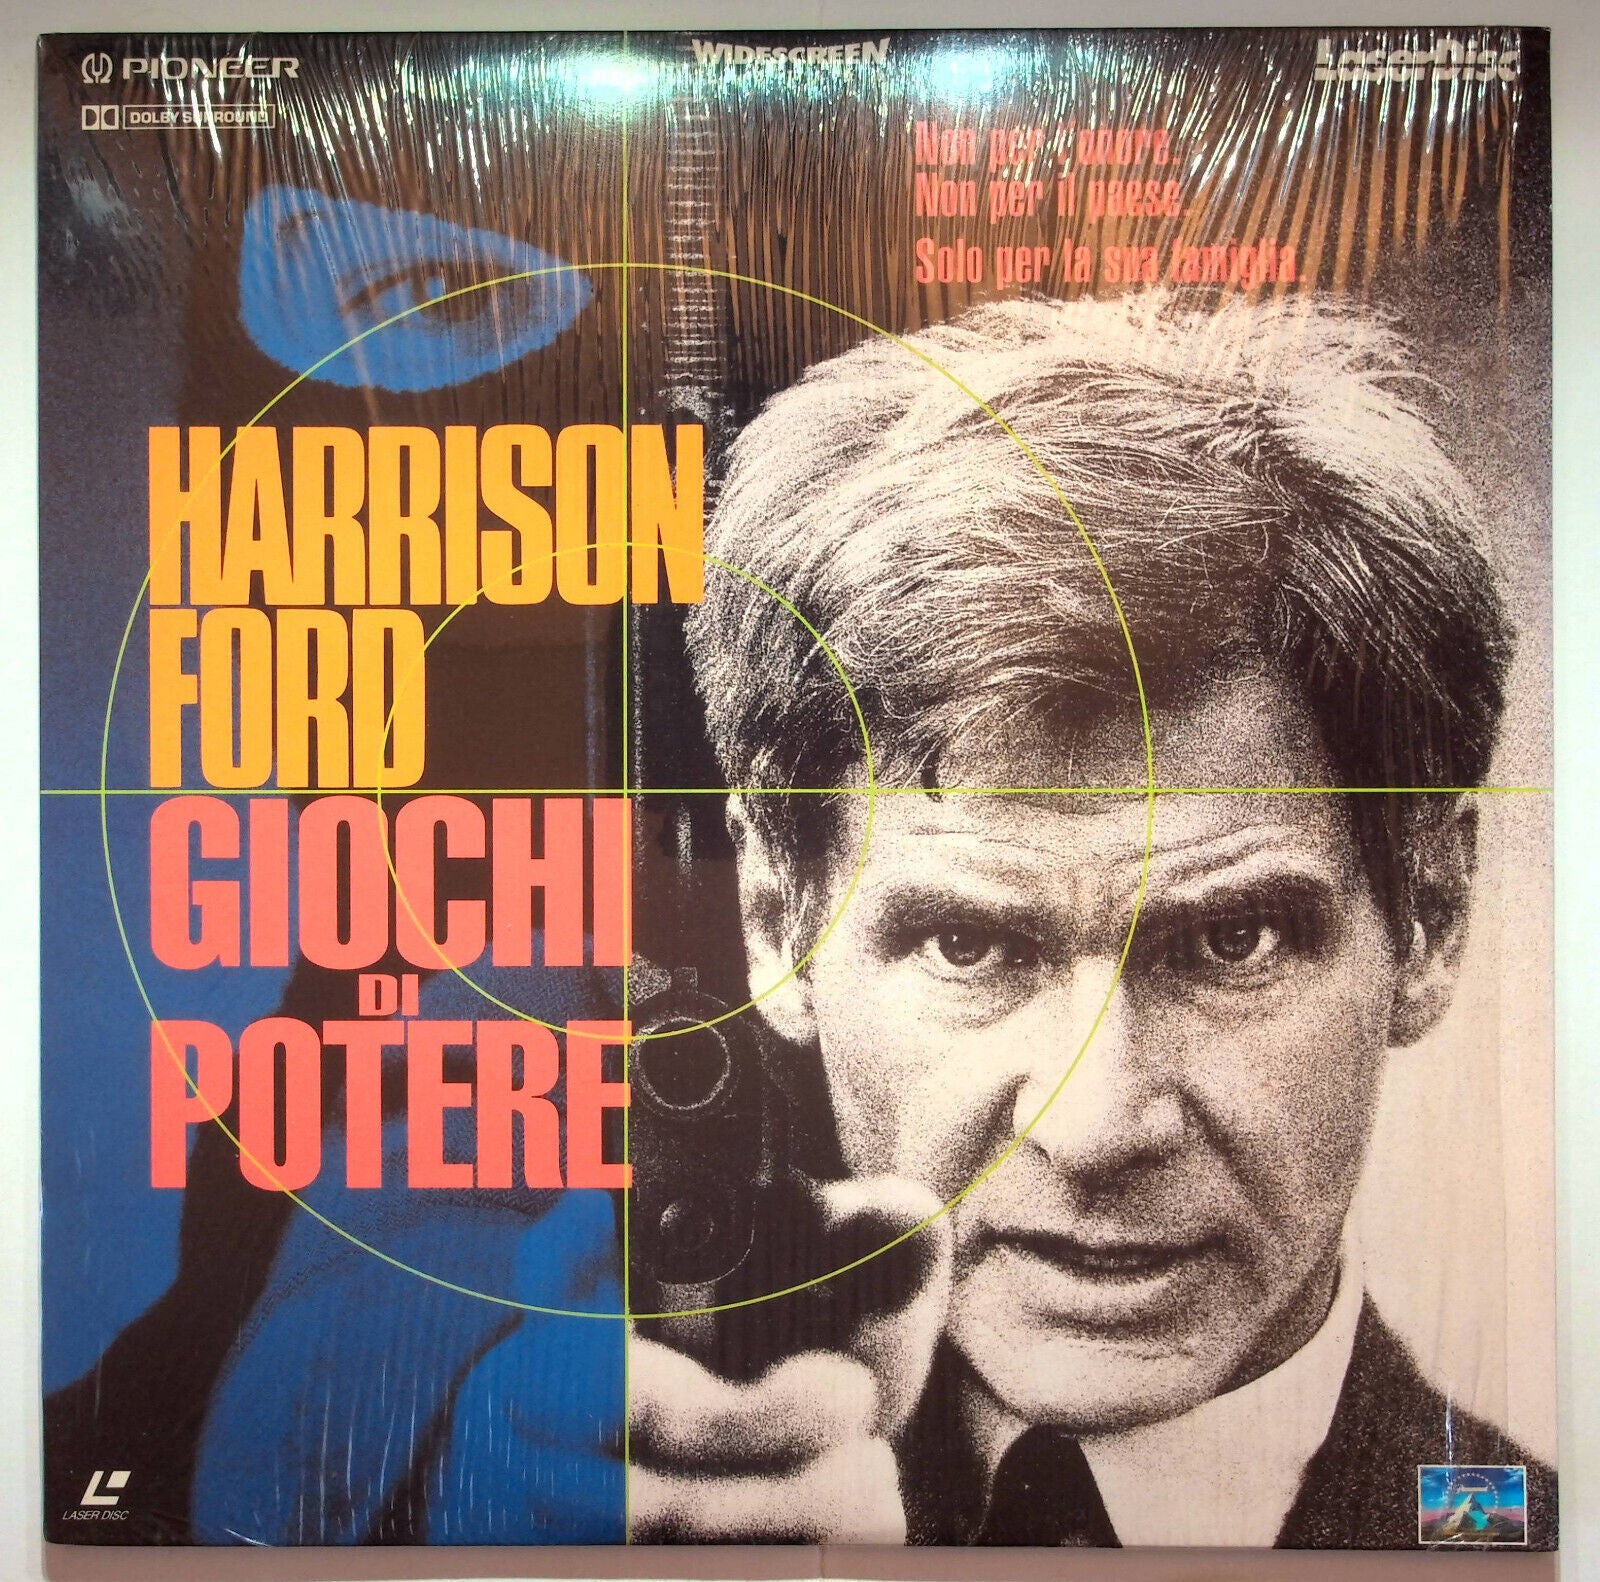 PIONEER
WIDESCREEN
LaserDisc
DOLBY SURROUND
Non per l'onore.
Non per il paese.
Solo per la sua famiglia.
HARRISON
FORD
GIOCHI
DI
POTERE
LASER DISC